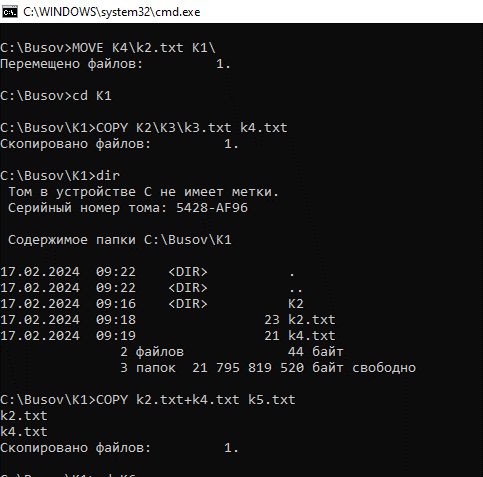 C:\WINDOWS\system32\cmd.exe
C:\Busov>MOVE K4\k2.txt K1\
Перемещено файлов:         1.
C:\Busov>cd K1
C:\Busov\K1>COPY K2\K3\k3.txt k4.txt
Скопировано файлов:         1.
C:\Busov\K1>dir
 Том в устройстве C не имеет метки.
 Серийный номер тома: 5428-AF96
 Содержимое папки C:\Busov\K1
17.02.2024  09:22    <DIR>          .
17.02.2024  09:22    <DIR>          ..
17.02.2024  09:16    <DIR>          K2
17.02.2024  09:18                23 k2.txt
17.02.2024  09:19                21 k4.txt
               2 файлов             44 байт
               3 папок  21 795 819 520 байт свободно
C:\Busov\K1>COPY k2.txt+k4.txt k5.txt
k2.txt
k4.txt
Скопировано файлов:         1.